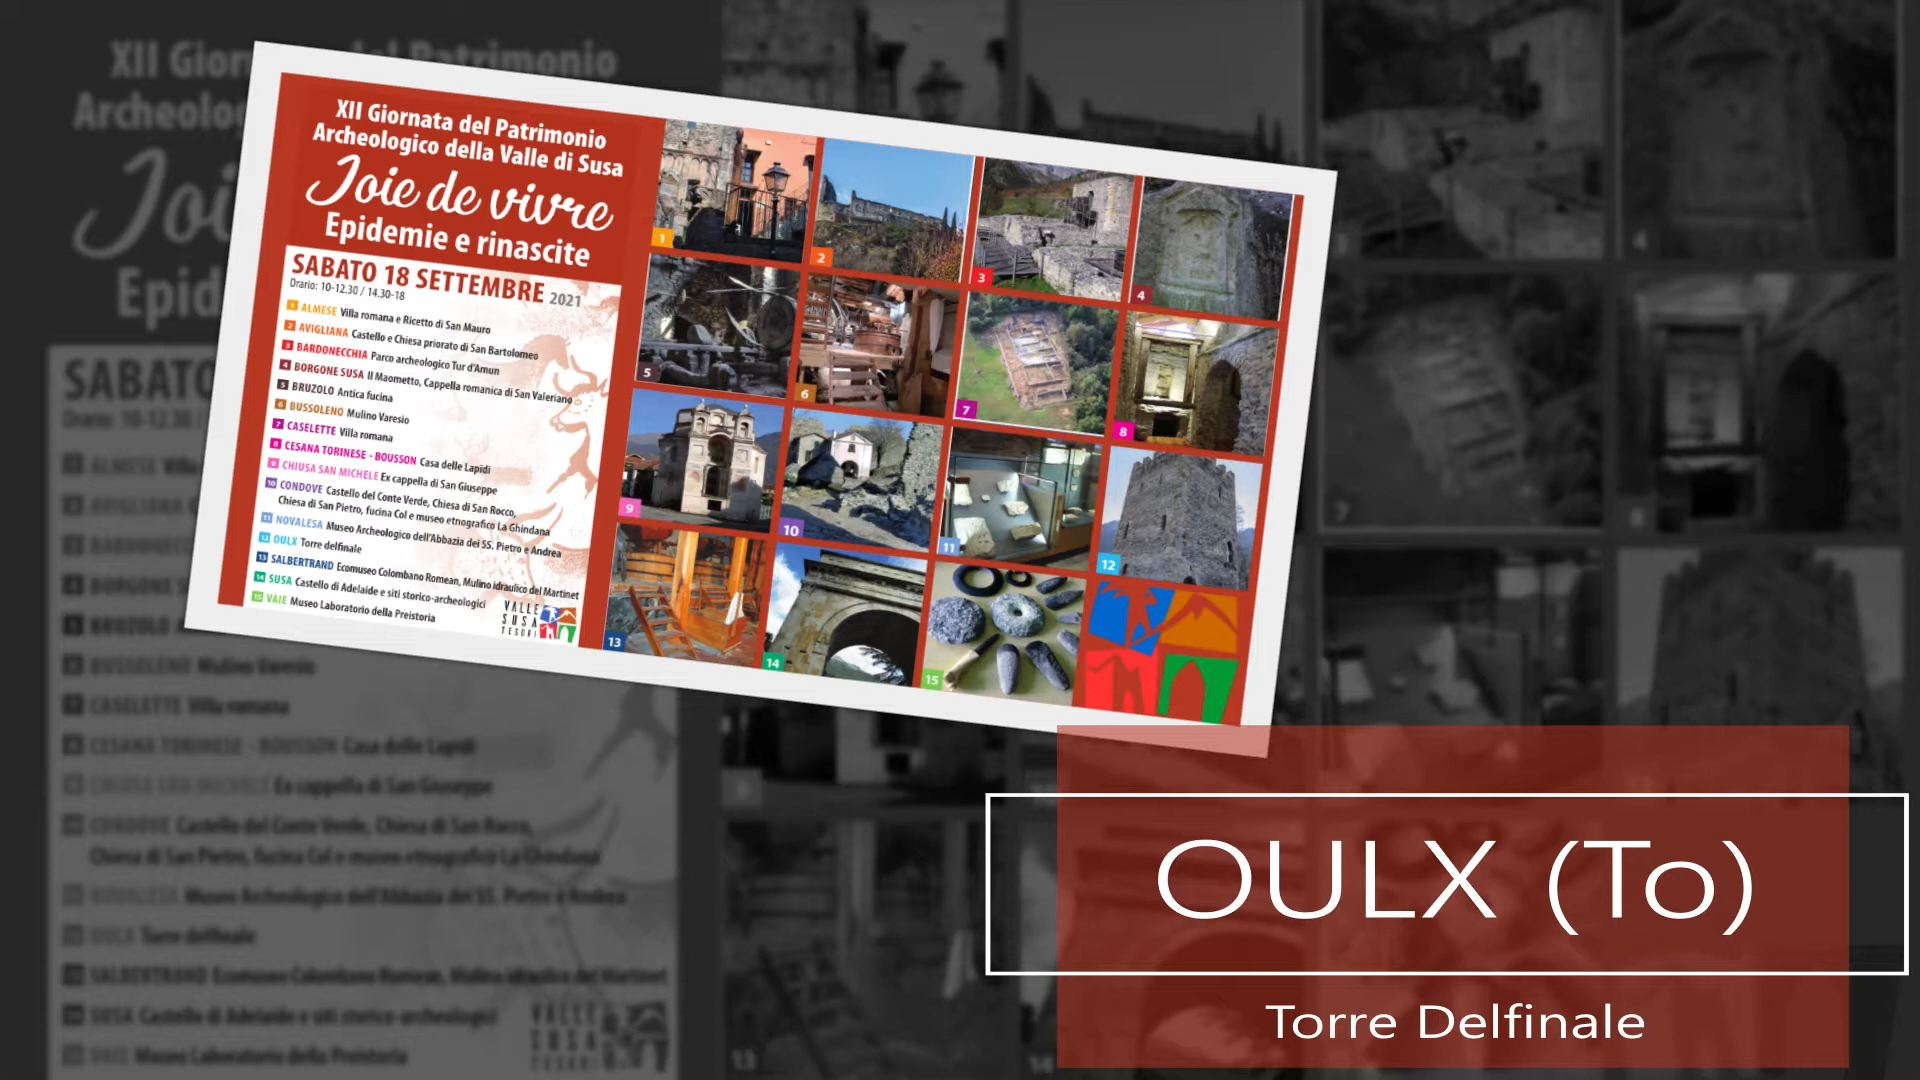 XII Giornata del Patrimonio
Archeologico della Valle di Susa
Joie de vivre
Epidemie e rinascite
SABATO 18 SETTEMBRE 2021
Orario: 10-12.30 / 14.30-18
1 ALMESE Villa romana e Ricetto di San Mauro
2 AVIGLIANA Castello e Chiesa priorato di San Bartolomeo
3 BARDONECCHIA Parco archeologico Tur d'Amun
4 BORGONE SUSA Il Maometto, Cappella romanica di San Valeriano
5 BRUZOLO Antica fucina
6 BUSSOLENO Mulino Varesio
7 CASELETTE Villa romana
8 CESANA TORINESE - BOUSSON Casa delle Lapidi
9 CHIUSA SAN MICHELE Ex cappella di San Giuseppe
10 CONDOVE Castello del Conte Verde, Chiesa di San Rocco,
Chiesa di San Pietro, fucina Col e museo etnografico La Ghindana
11 NOVALESA Museo Archeologico dell'Abbazia dei SS. Pietro e Andrea
12 OULX Torre delfinale
13 SALBERTRAND Ecomuseo Colombano Romean, Mulino idraulico del Martinet
14 SUSA Castello di Adelaide e siti storico-archeologici
15 VAIE Museo Laboratorio della Preistoria
VALLE
SUSA
TESORI
1
2
3
4
5
6
7
8
9
10
11
12
13
14
15
OULX (To)
Torre Delfinale